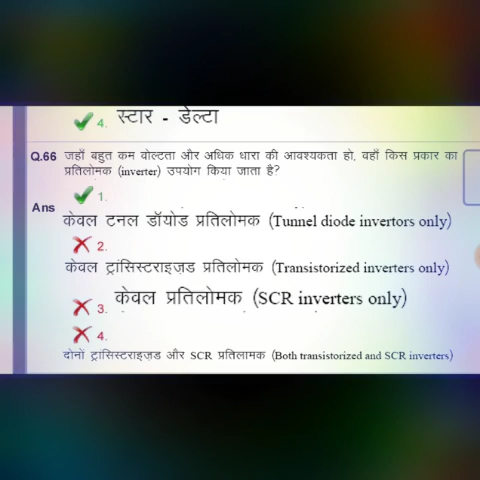 4. स्टार - डेल्टा
Q.66 जहाँ बहुत कम वोल्टता और अधिक धारा की आवश्यकता हो, वहाँ किस प्रकार का
प्रतिलोमक (inverter) उपयोग किया जाता है?
Ans
1.
केवल टनल डॉयोड प्रतिलोमक (Tunnel diode invertors only)
2.
केवल ट्रांसिस्टराइज़ड प्रतिलोमक (Transistorized inverters only)
3. केवल प्रतिलोमक (SCR inverters only)
4.
दोनों ट्रांसिस्टराइज़ड और SCR प्रतिलामक (Both transistorized and SCR inverters)